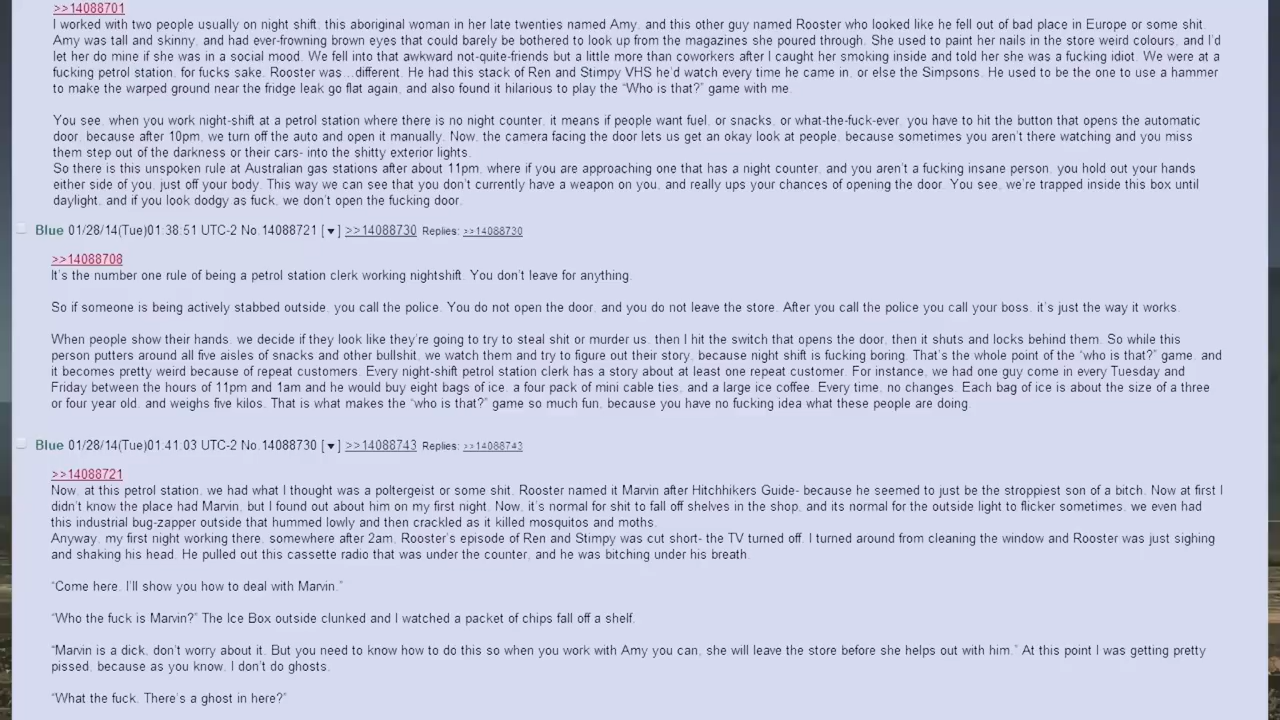 >>14088701
I worked with two people usually on night shift, this aboriginal woman in her late twenties named Amy, and this other guy named Rooster who looked like he fell out of bad place in Europe or some shit.
Amy was tall and skinny, and had ever-frowning brown eyes that could barely be bothered to look up from the magazines she poured through. She used to paint her nails in the store weird colours, and I'd
let her do mine if she was in a social mood. We fell into that awkward not-quite-friends but a little more than coworkers after I caught her smoking inside and told her she was a fucking idiot. We were at a
fucking petrol station, for fucks sake. Rooster was...different. He had this stack of Ren and Stimpy VHS he'd watch every time he came in, or else the Simpsons. He used to be the one to use a hammer
to make the warped ground near the fridge leak go flat again, and also found it hilarious to play the "Who is that?" game with me.
You see, when you work night-shift at a petrol station where there is no night counter, it means if people want fuel, or snacks, or what-the-fuck-ever, you have to hit the button that opens the automatic
door, because after 10pm, we turn off the auto and open it manually. Now, the camera facing the door lets us get an okay look at people, because sometimes you aren't there watching and you miss
them step out of the darkness or their cars- into the shitty exterior lights.
So there is this unspoken rule at Australian gas stations after about 11pm, where if you are approaching one that has a night counter, and you aren't a fucking insane person, you hold out your hands
either side of you, just off your body. This way we can see that you don't currently have a weapon on you, and really ups your chances of opening the door. You see, we're trapped inside this box until
daylight, and if you look dodgy as fuck, we don't open the fucking door.
Blue 01/28/14(Tue)01:38:51 UTC-2 No.14088721 [▼] >>14088730 Replies: >>14088730
>>14088708
It's the number one rule of being a petrol station clerk working nightshift. You don't leave for anything.
So if someone is being actively stabbed outside, you call the police. You do not open the door, and you do not leave the store. After you call the police you call your boss, it's just the way it works.
When people show their hands, we decide if they look like they're going to try to steal shit or murder us, then I hit the switch that opens the door, then it shuts and locks behind them. So while this
person putters around all five aisles of snacks and other bullshit, we watch them and try to figure out their story, because night shift is fucking boring. That's the whole point of the "who is that?" game, and
it becomes pretty weird because of repeat customers. Every night-shift petrol station clerk has a story about at least one repeat customer. For instance, we had one guy come in every Tuesday and
Friday between the hours of 11pm and 1am and he would buy eight bags of ice, a four pack of mini cable ties, and a large ice coffee. Every time, no changes. Each bag of ice is about the size of a three
or four year old, and weighs five kilos. That is what makes the "who is that?" game so much fun, because you have no fucking idea what these people are doing.
Blue 01/28/14(Tue)01:41:03 UTC-2 No.14088730 [▼] >>14088743 Replies: >>14088743
>>14088721
Now, at this petrol station, we had what I thought was a poltergeist or some shit. Rooster named it Marvin after Hitchhikers Guide- because he seemed to just be the stroppiest son of a bitch. Now at first I
didn't know the place had Marvin, but I found out about him on my first night. Now, it's normal for shit to fall off shelves in the shop, and its normal for the outside light to flicker sometimes, we even had
this industrial bug-zapper outside that hummed lowly and then crackled as it killed mosquitos and moths.
Anyway, my first night working there, somewhere after 2am, Rooster's episode of Ren and Stimpy was cut short- the TV turned off. I turned around from cleaning the window and Rooster was just sighing
and shaking his head. He pulled out this cassette radio that was under the counter, and he was bitching under his breath.
"Come here. I'll show you how to deal with Marvin."
"Who the fuck is Marvin?" The Ice Box outside clunked and I watched a packet of chips fall off a shelf.
"Marvin is a dick, don't worry about it. But you need to know how to do this so when you work with Amy you can, she will leave the store before she helps out with him." At this point I was getting pretty
pissed, because as you know, I don't do ghosts.
"What the fuck. There's a ghost in here?"